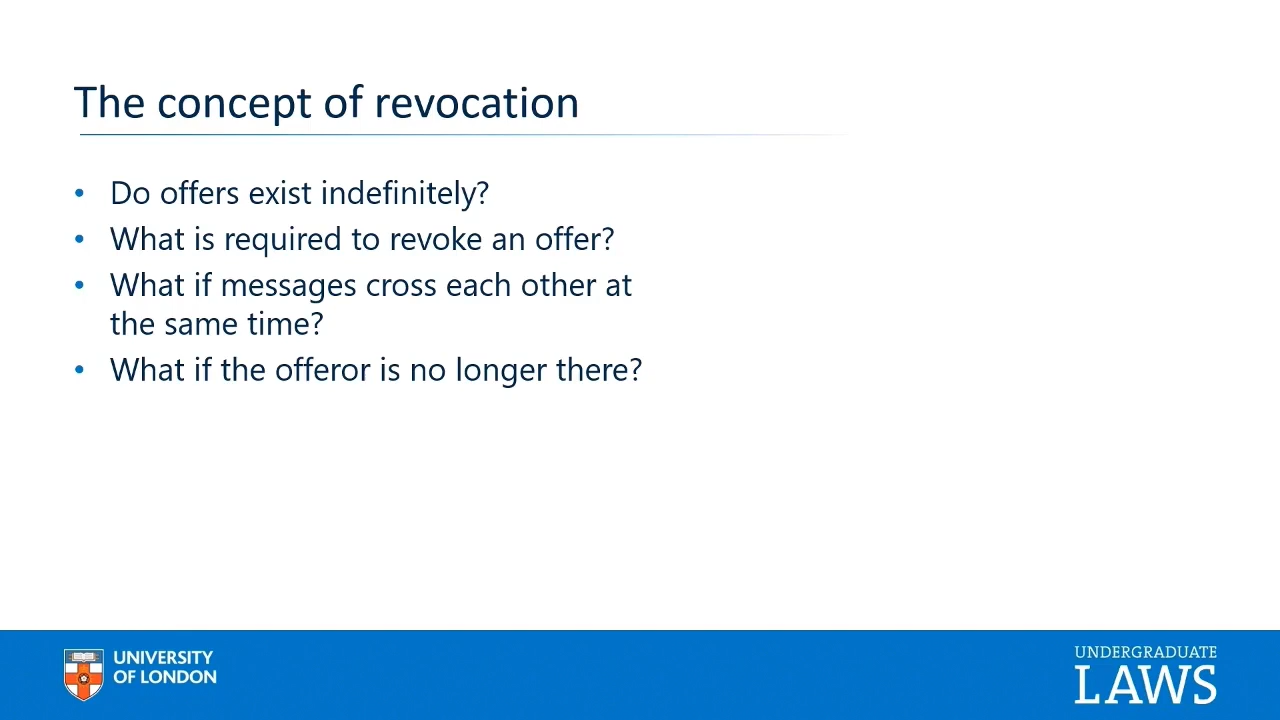 The concept of revocation
• Do offers exist indefinitely?
• What is required to revoke an offer?
• What if messages cross each other at
the same time?
• What if the offeror is no longer there?
UNIVERSITY
OF LONDON
UNDERGRADUATE
LAWS